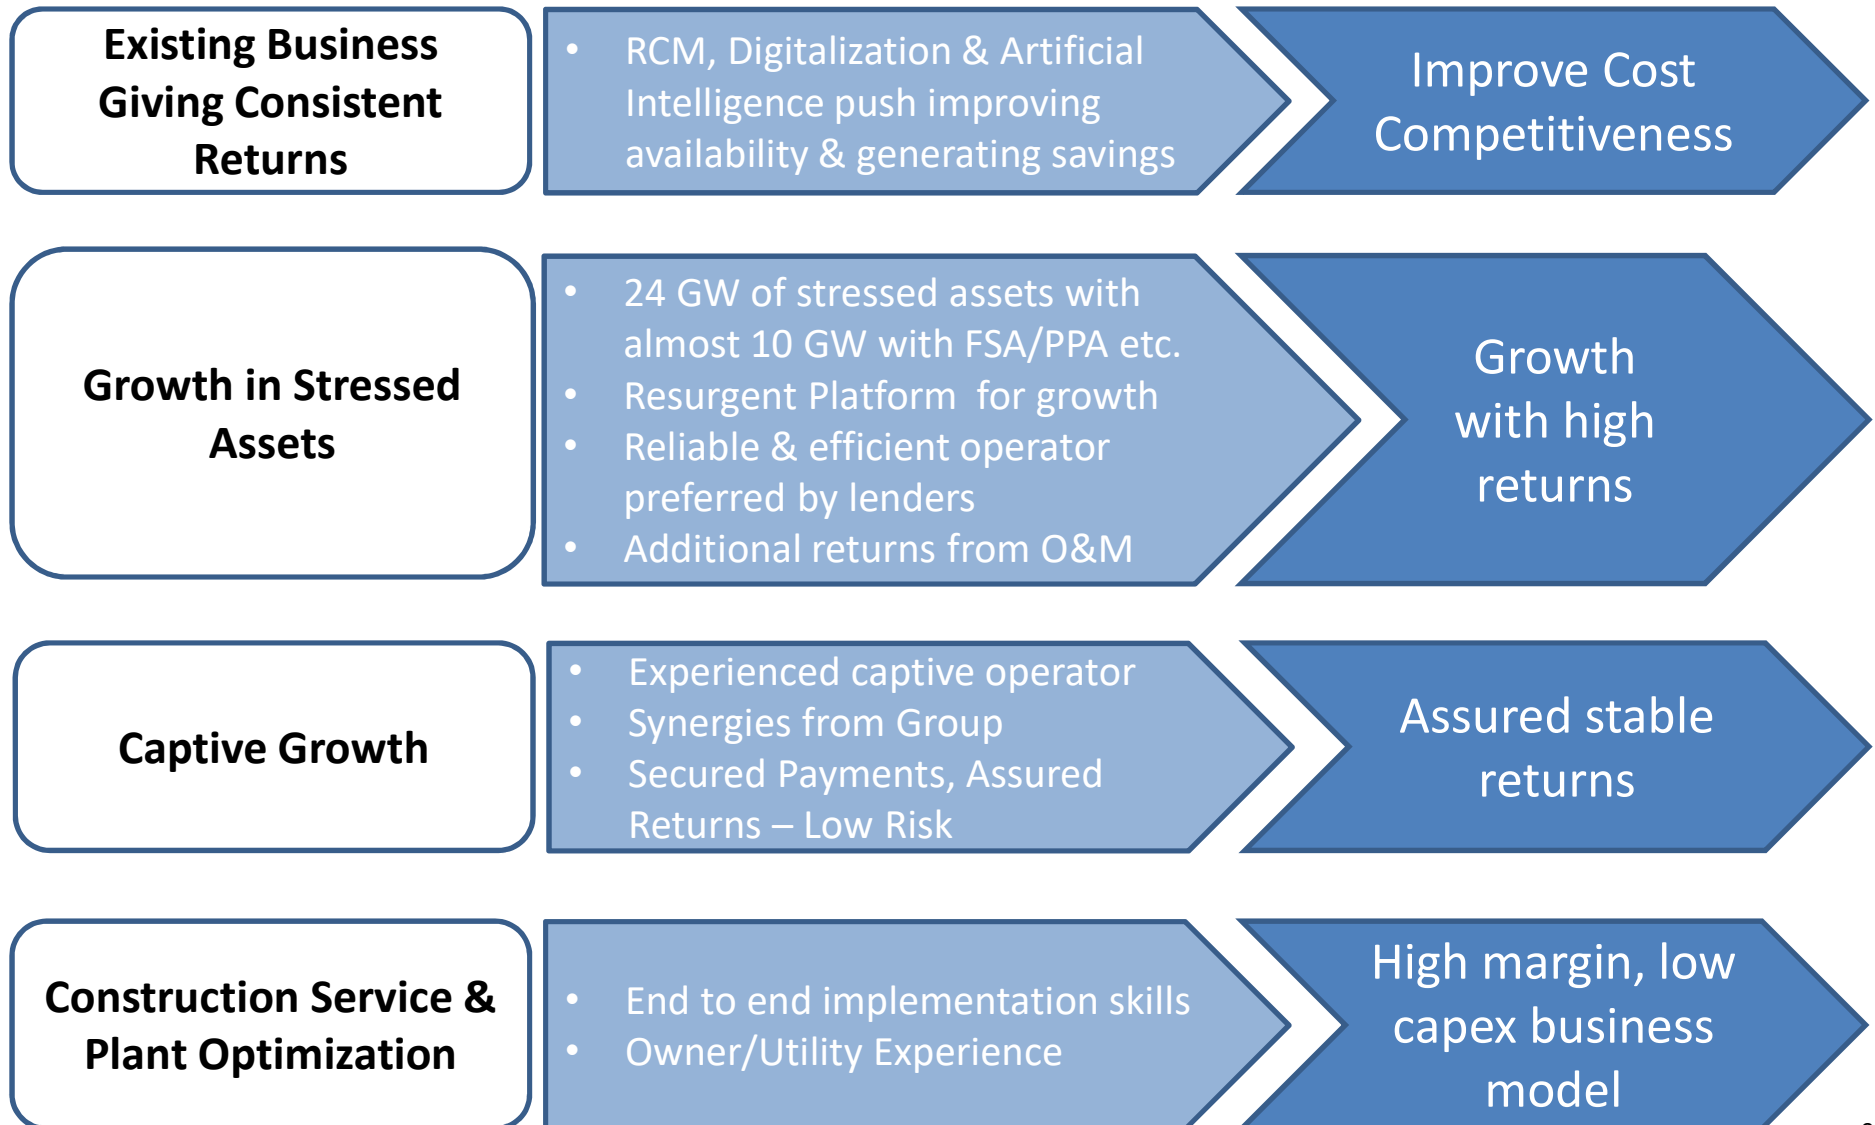 Existing Business
Giving Consistent
Returns
• RCM, Digitalization & Artificial
Intelligence push improving
availability & generating savings
Improve Cost
Competitiveness
Growth in Stressed
Assets
• 24 GW of stressed assets with
almost 10 GW with FSA/PPA etc.
• Resurgent Platform for growth
• Reliable & efficient operator
preferred by lenders
• Additional returns from O&M
Growth
with high
returns
Captive Growth
• Experienced captive operator
• Synergies from Group
• Secured Payments, Assured
Returns – Low Risk
Assured stable
returns
Construction Service &
Plant Optimization
• End to end implementation skills
• Owner/Utility Experience
High margin, low
capex business
model